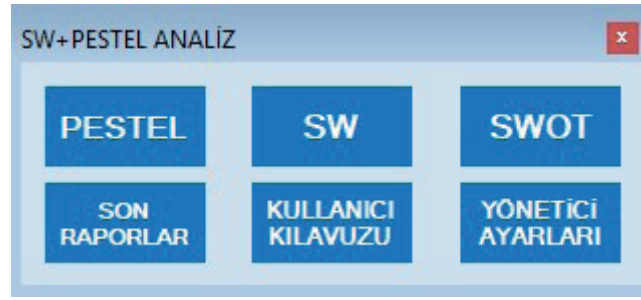 SW+PESTEL ANALİZ
x
PESTEL
SW
SWOT
SON
RAPORLAR
KULLANICI
KILAVUZU
YÖNETİCİ
AYARLARI